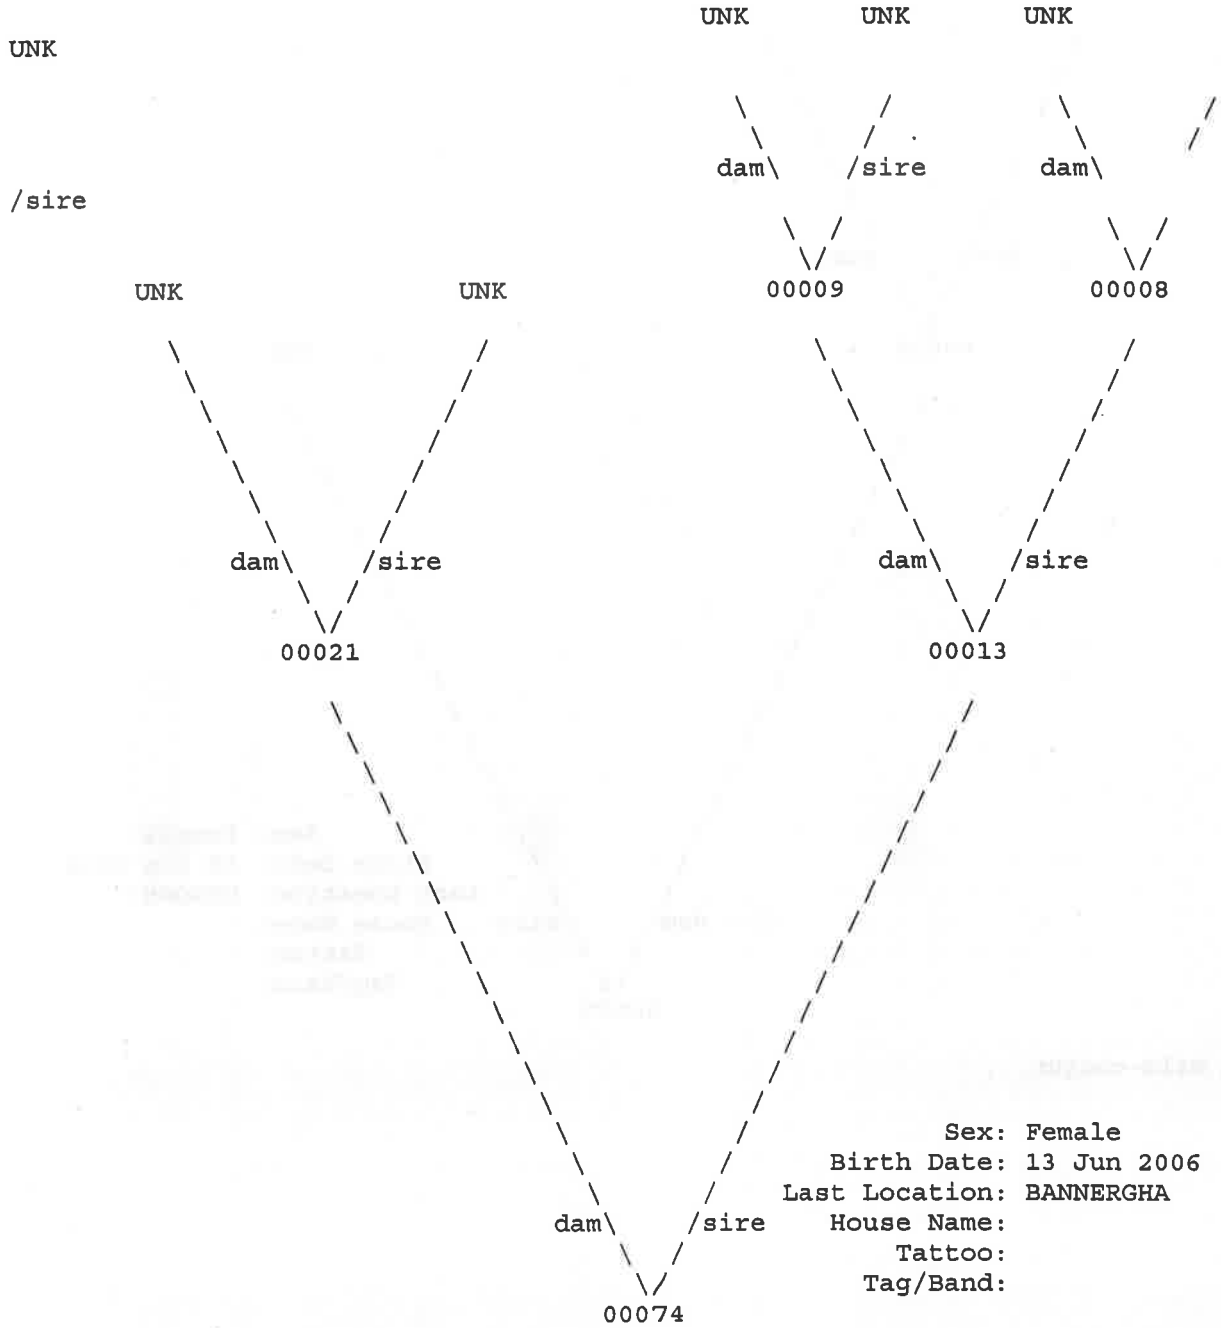 UNK UNK UNK
UNK
dam\ /sire dam\
/sire
00009 00008
UNK UNK
dam\ /sire dam\ /sire
00021 00013
Sex: Female
Birth Date: 13 Jun 2006
Last Location: BANNERGHA
dam\ /sire House Name:
Tattoo:
Tag/Band:
00074